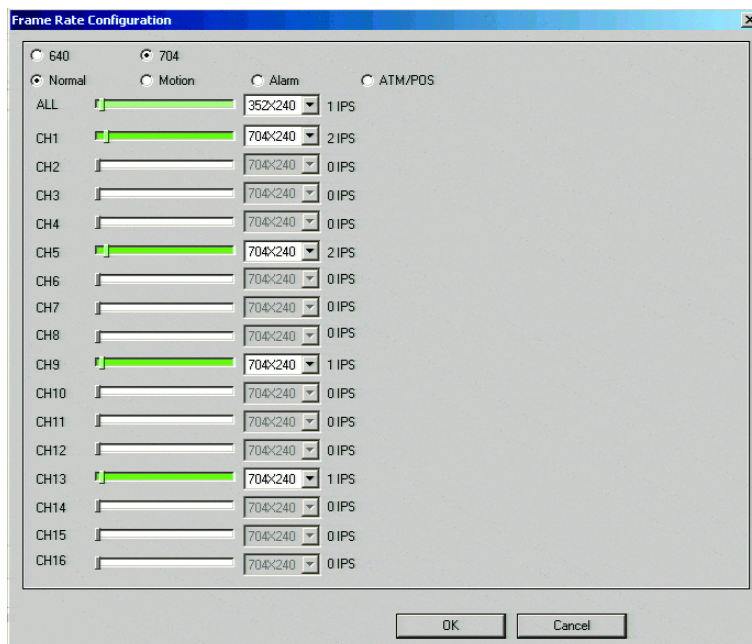 Frame Rate Configuration
640 704
Normal Motion Alarm ATM/POS
ALL 352X240 1 IPS
CH1 704X240 2 IPS
CH2 704X240 0 IPS
CH3 704X240 0 IPS
CH4 704X240 0 IPS
CH5 704X240 2 IPS
CH6 704X240 0 IPS
CH7 704X240 0 IPS
CH8 704X240 0 IPS
CH9 704X240 1 IPS
CH10 704X240 0 IPS
CH11 704X240 0 IPS
CH12 704X240 0 IPS
CH13 704X240 1 IPS
CH14 704X240 0 IPS
CH15 704X240 0 IPS
CH16 704X240 0 IPS
OK Cancel